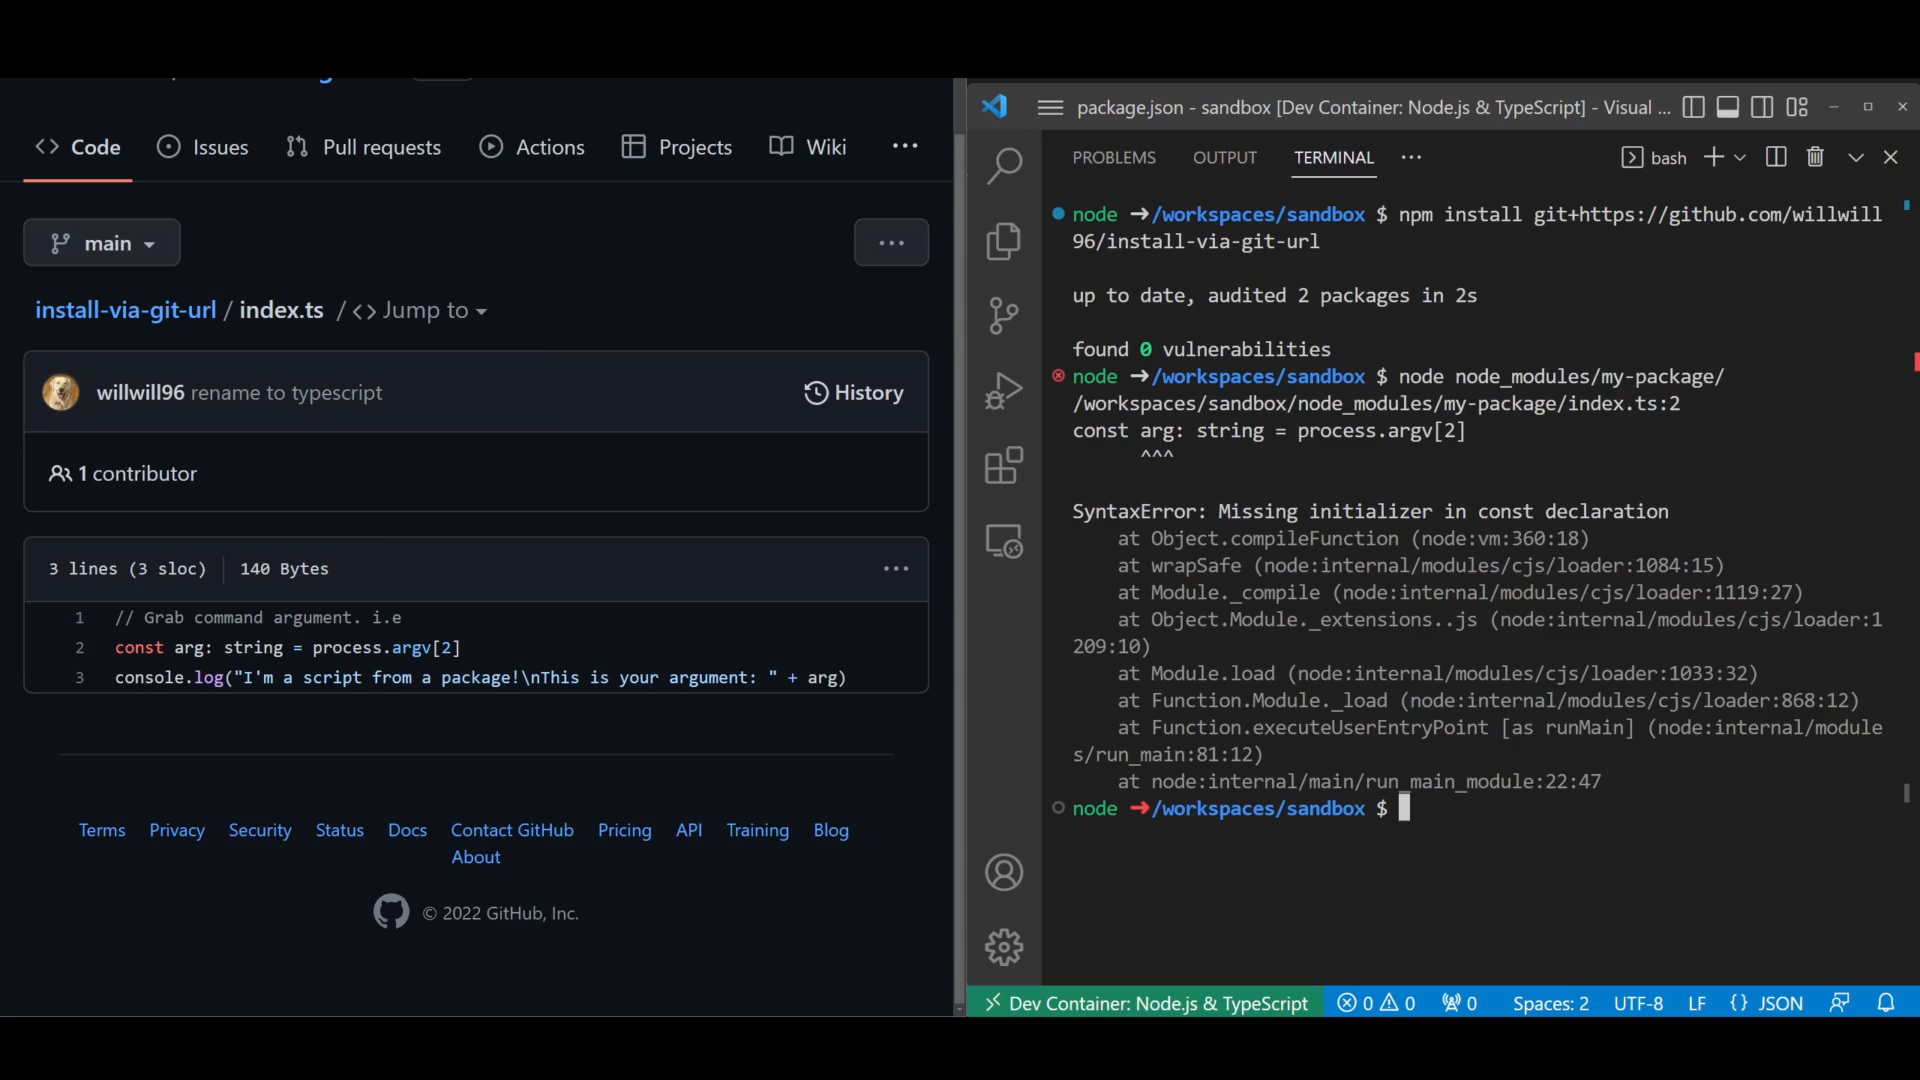 Code
Issues
Pull requests
Actions
Projects
Wiki
main
install-via-git-url / index.ts / <> Jump to
willwill96 rename to typescript
History
1 contributor
3 lines (3 sloc)
140 Bytes
1 // Grab command argument. i.e
2 const arg: string = process.argv[2]
3 console.log("I'm a script from a package!\nThis is your argument: " + arg)
Terms Privacy Security Status Docs Contact GitHub Pricing API Training Blog
About
© 2022 GitHub, Inc.
package.json - sandbox [Dev Container: Node.js & TypeScript] - Visual ...
PROBLEMS OUTPUT TERMINAL
bash
node ➜/workspaces/sandbox $ npm install git+https://github.com/willwill
96/install-via-git-url
up to date, audited 2 packages in 2s
found 0 vulnerabilities
node ➜/workspaces/sandbox $ node node_modules/my-package/
/workspaces/sandbox/node_modules/my-package/index.ts:2
const arg: string = process.argv[2]
^^^
SyntaxError: Missing initializer in const declaration
at Object.compileFunction (node:vm:360:18)
at wrapSafe (node:internal/modules/cjs/loader:1084:15)
at Module._compile (node:internal/modules/cjs/loader:1119:27)
at Object.Module._extensions..js (node:internal/modules/cjs/loader:1
209:10)
at Module.load (node:internal/modules/cjs/loader:1033:32)
at Function.Module._load (node:internal/modules/cjs/loader:868:12)
at Function.executeUserEntryPoint [as runMain] (node:internal/module
s/run_main:81:12)
at node:internal/main/run_main_module:22:47
node ➜/workspaces/sandbox $
Dev Container: Node.js & TypeScript
0 0 0
Spaces: 2
UTF-8
LF
{} JSON